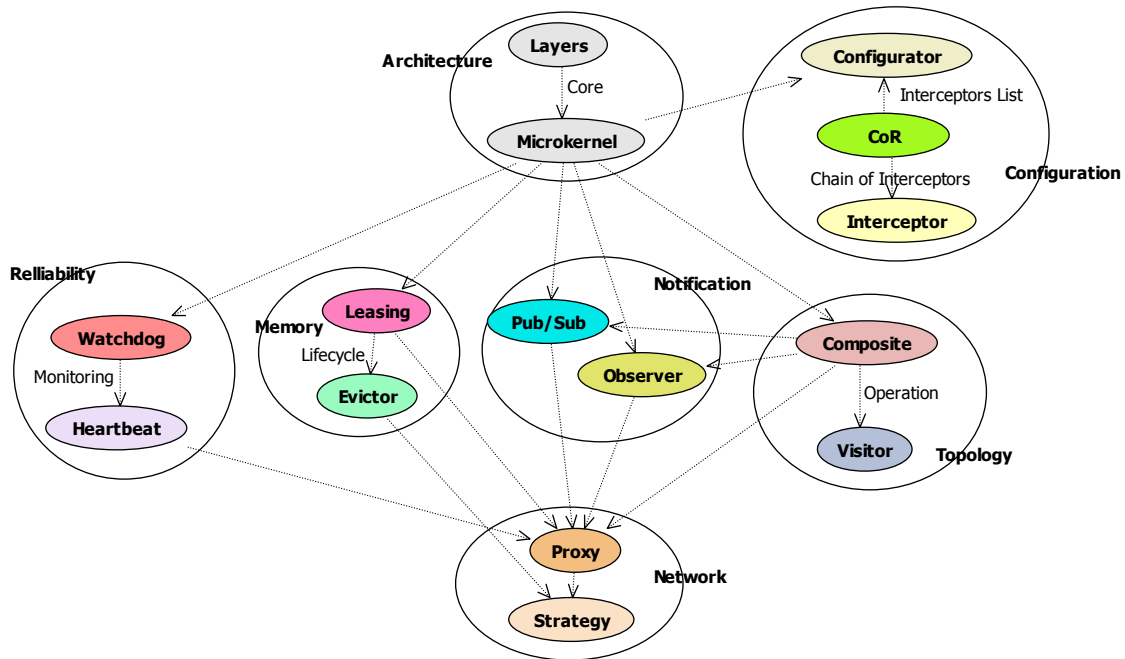 Layers
Architecture
Core
Microkernel
Configurator
Interceptors List
CoR
Chain of Interceptors
Configuration
Interceptor
Relliability
Watchdog
Monitoring
Heartbeat
Leasing
Memory
Lifecycle
Evictor
Notification
Pub/Sub
Observer
Composite
Operation
Visitor
Topology
Proxy
Network
Strategy